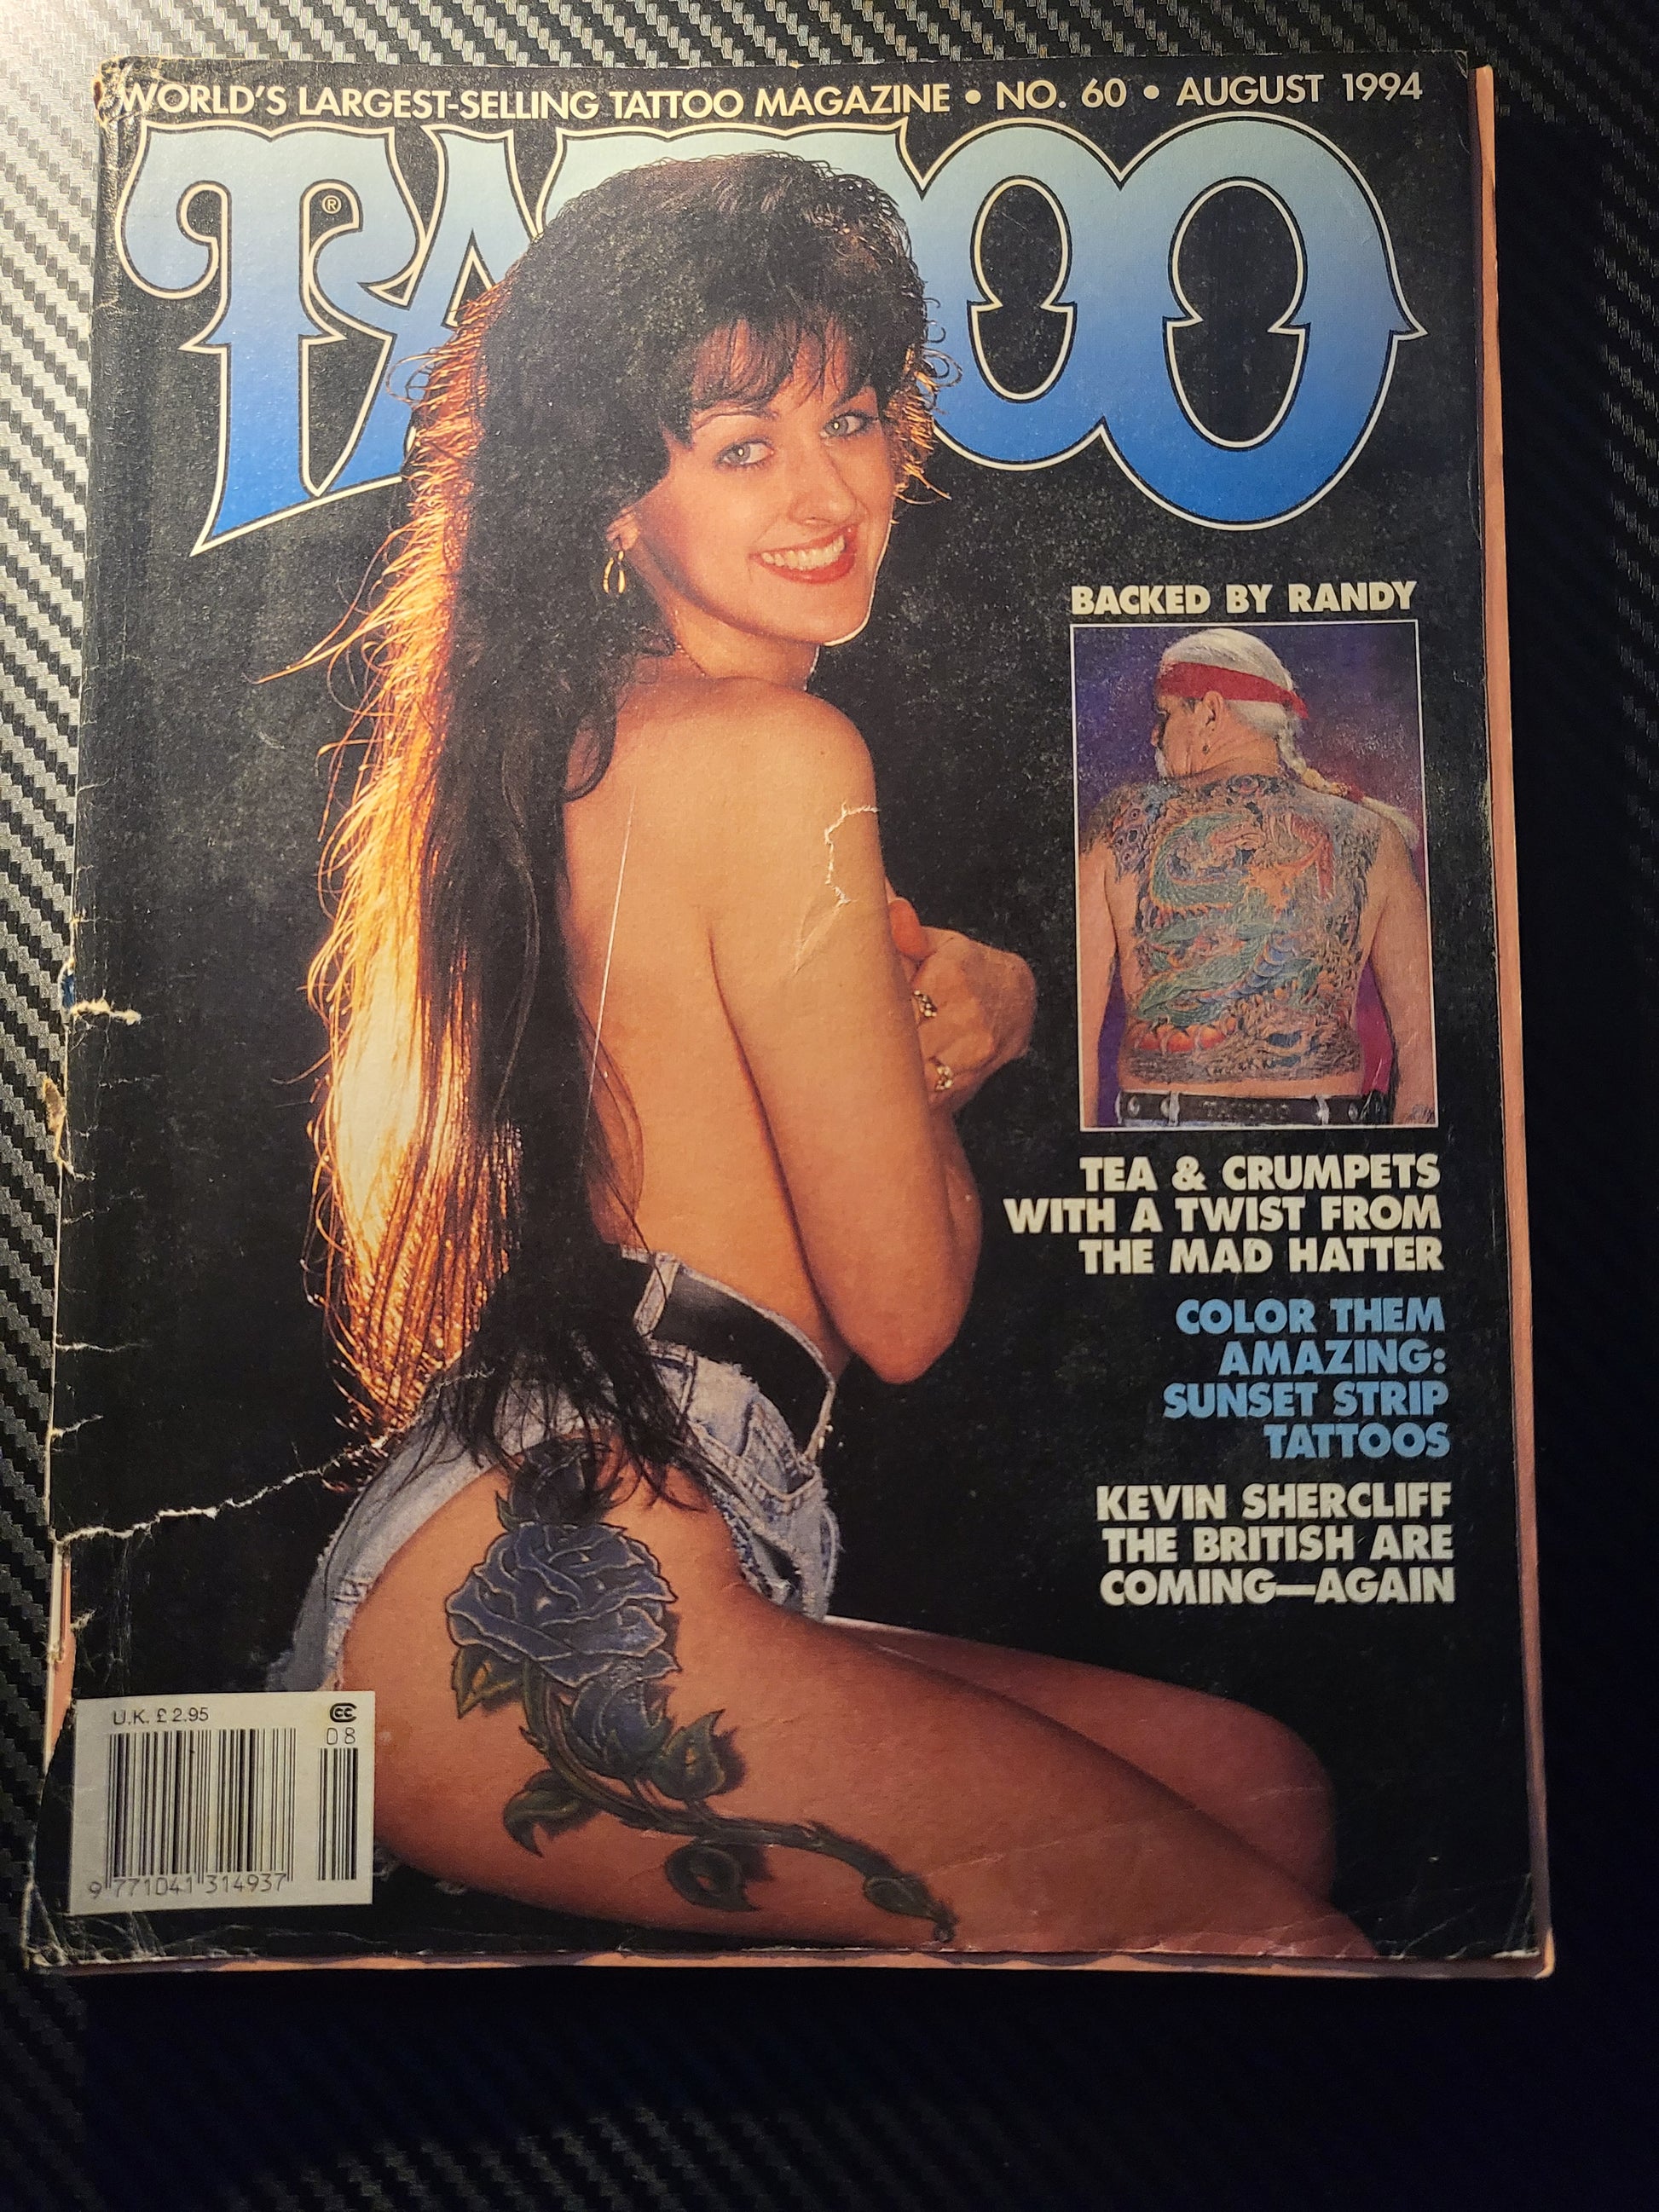 WORLD'S LARGEST-SELLING TATTOO MAGAZINE • NO. 60 • AUGUST 1994
TATTOO
®
BACKED BY RANDY
TATTOO
TEA & CRUMPETS
WITH A TWIST FROM
THE MAD HATTER
COLOR THEM
AMAZING:
SUNSET STRIP
TATTOOS
KEVIN SHERCLIFF
THE BRITISH ARE
COMING—AGAIN
U.K. £ 2.95
CC
08
9 771041 314937